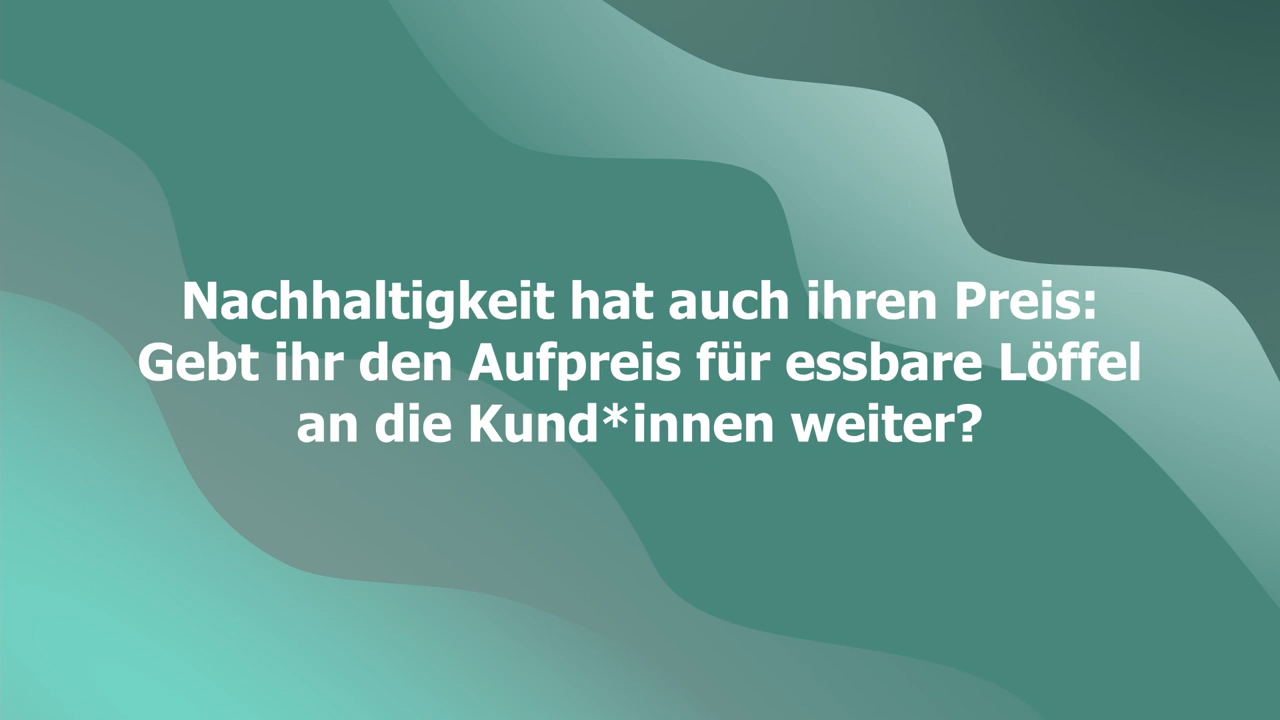 Nachhaltigkeit hat auch ihren Preis:
Gebt ihr den Aufpreis für essbare Löffel
an die Kund*innen weiter?